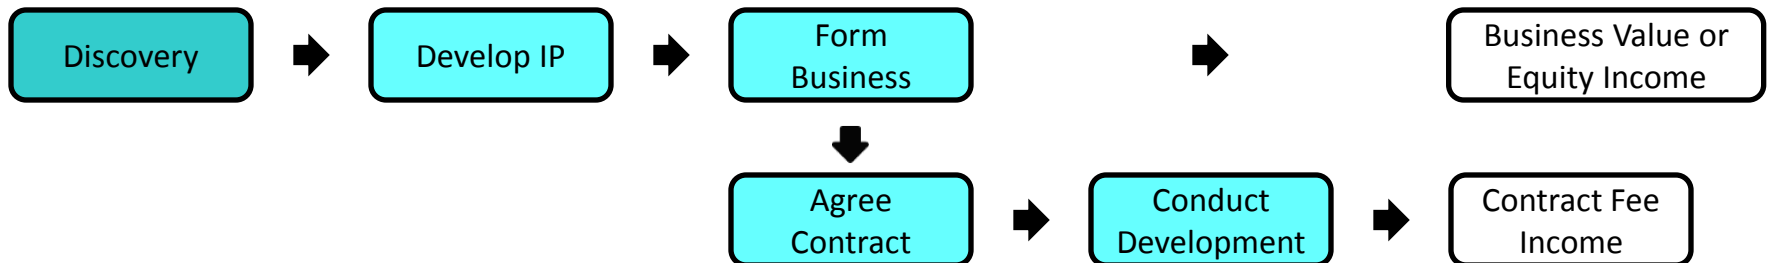 Discovery
Develop IP
Form
Business
Business Value or
Equity Income
Agree
Contract
Conduct
Development
Contract Fee
Income